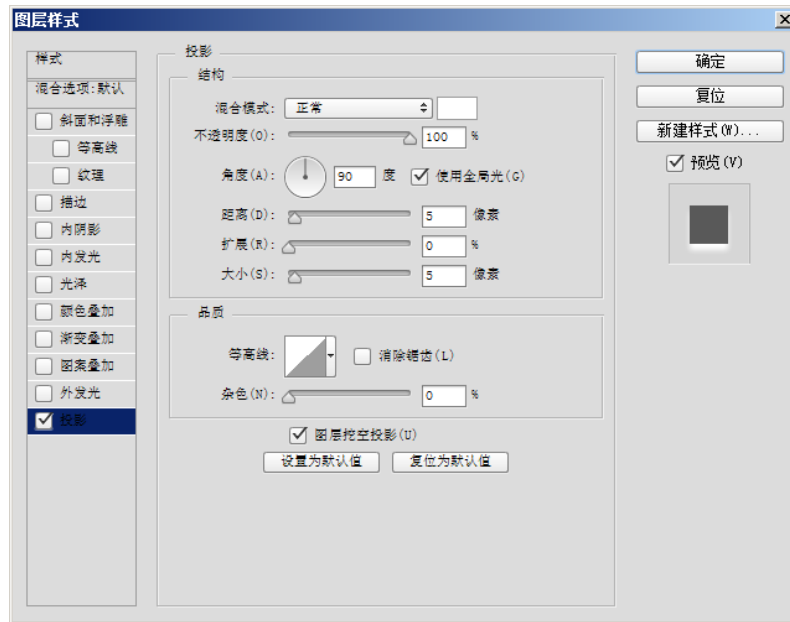 图层样式
样式
混合选项:默认
斜面和浮雕
等高线
纹理
描边
内阴影
内发光
光泽
颜色叠加
渐变叠加
图案叠加
外发光
投影
投影
结构
混合模式: 正常
不透明度(O): 100 %
角度(A): 90 度 使用全局光(G)
距离(D): 5 像素
扩展(R): 0 %
大小(S): 5 像素
品质
等高线: 消除锯齿(L)
杂色(N): 0 %
图层挖空投影(U)
设置为默认值 复位为默认值
确定
复位
新建样式(W)...
预览(V)